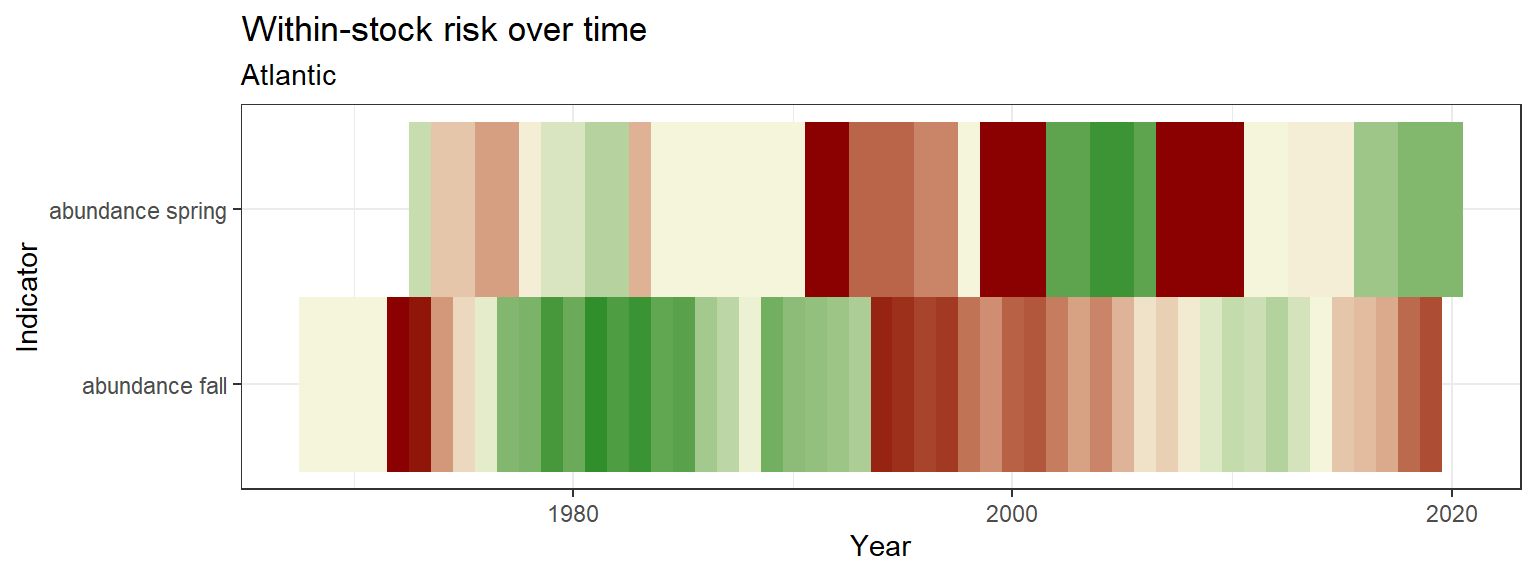 Within-stock risk over time
Atlantic
Indicator
abundance spring
abundance fall
1980
2000
2020
Year